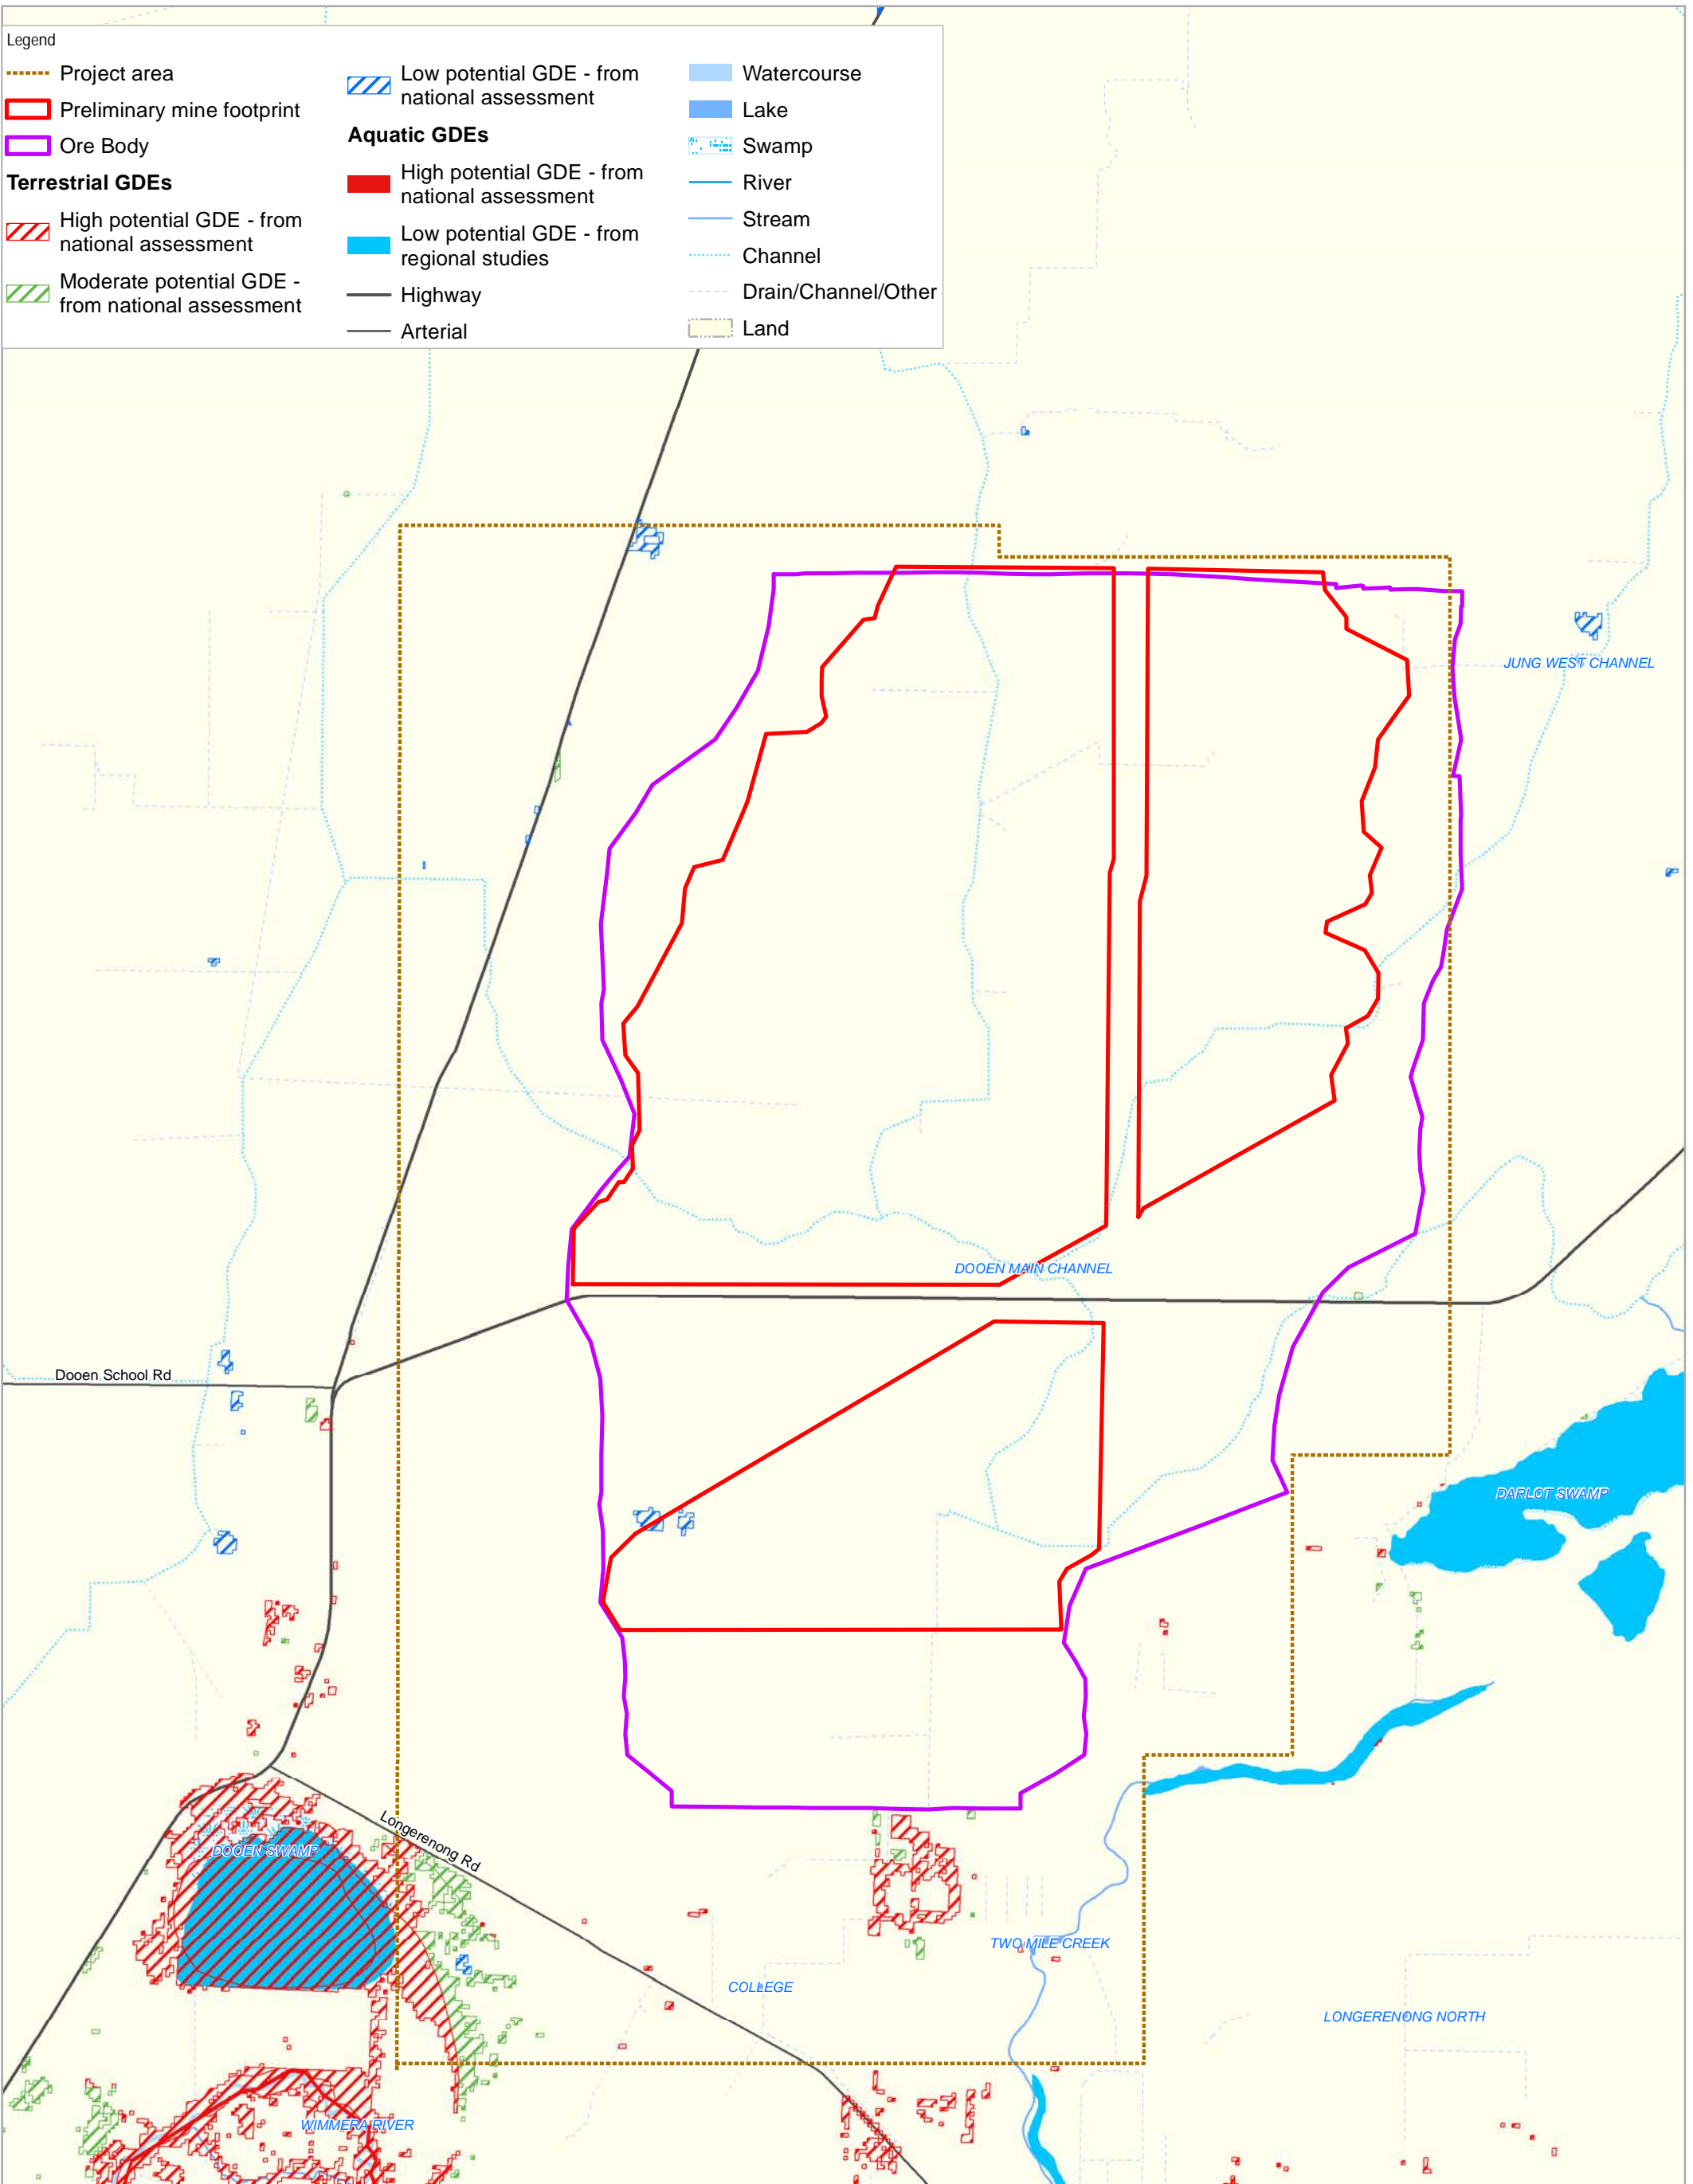 Legend
Project area
Preliminary mine footprint
Ore Body
Terrestrial GDEs
High potential GDE - from
national assessment
Moderate potential GDE -
from national assessment
Low potential GDE - from
national assessment
Aquatic GDEs
High potential GDE - from
national assessment
Low potential GDE - from
regional studies
Highway
Arterial
Watercourse
Lake
Swamp
River
Stream
Channel
Drain/Channel/Other
Land
JUNG WEST CHANNEL
DOOEN MAIN CHANNEL
Dooen School Rd
DARLOT SWAMP
Longerenong Rd
DOOEN SWAMP
TWO MILE CREEK
COLLEGE
LONGERENONG NORTH
WIMMERA RIVER